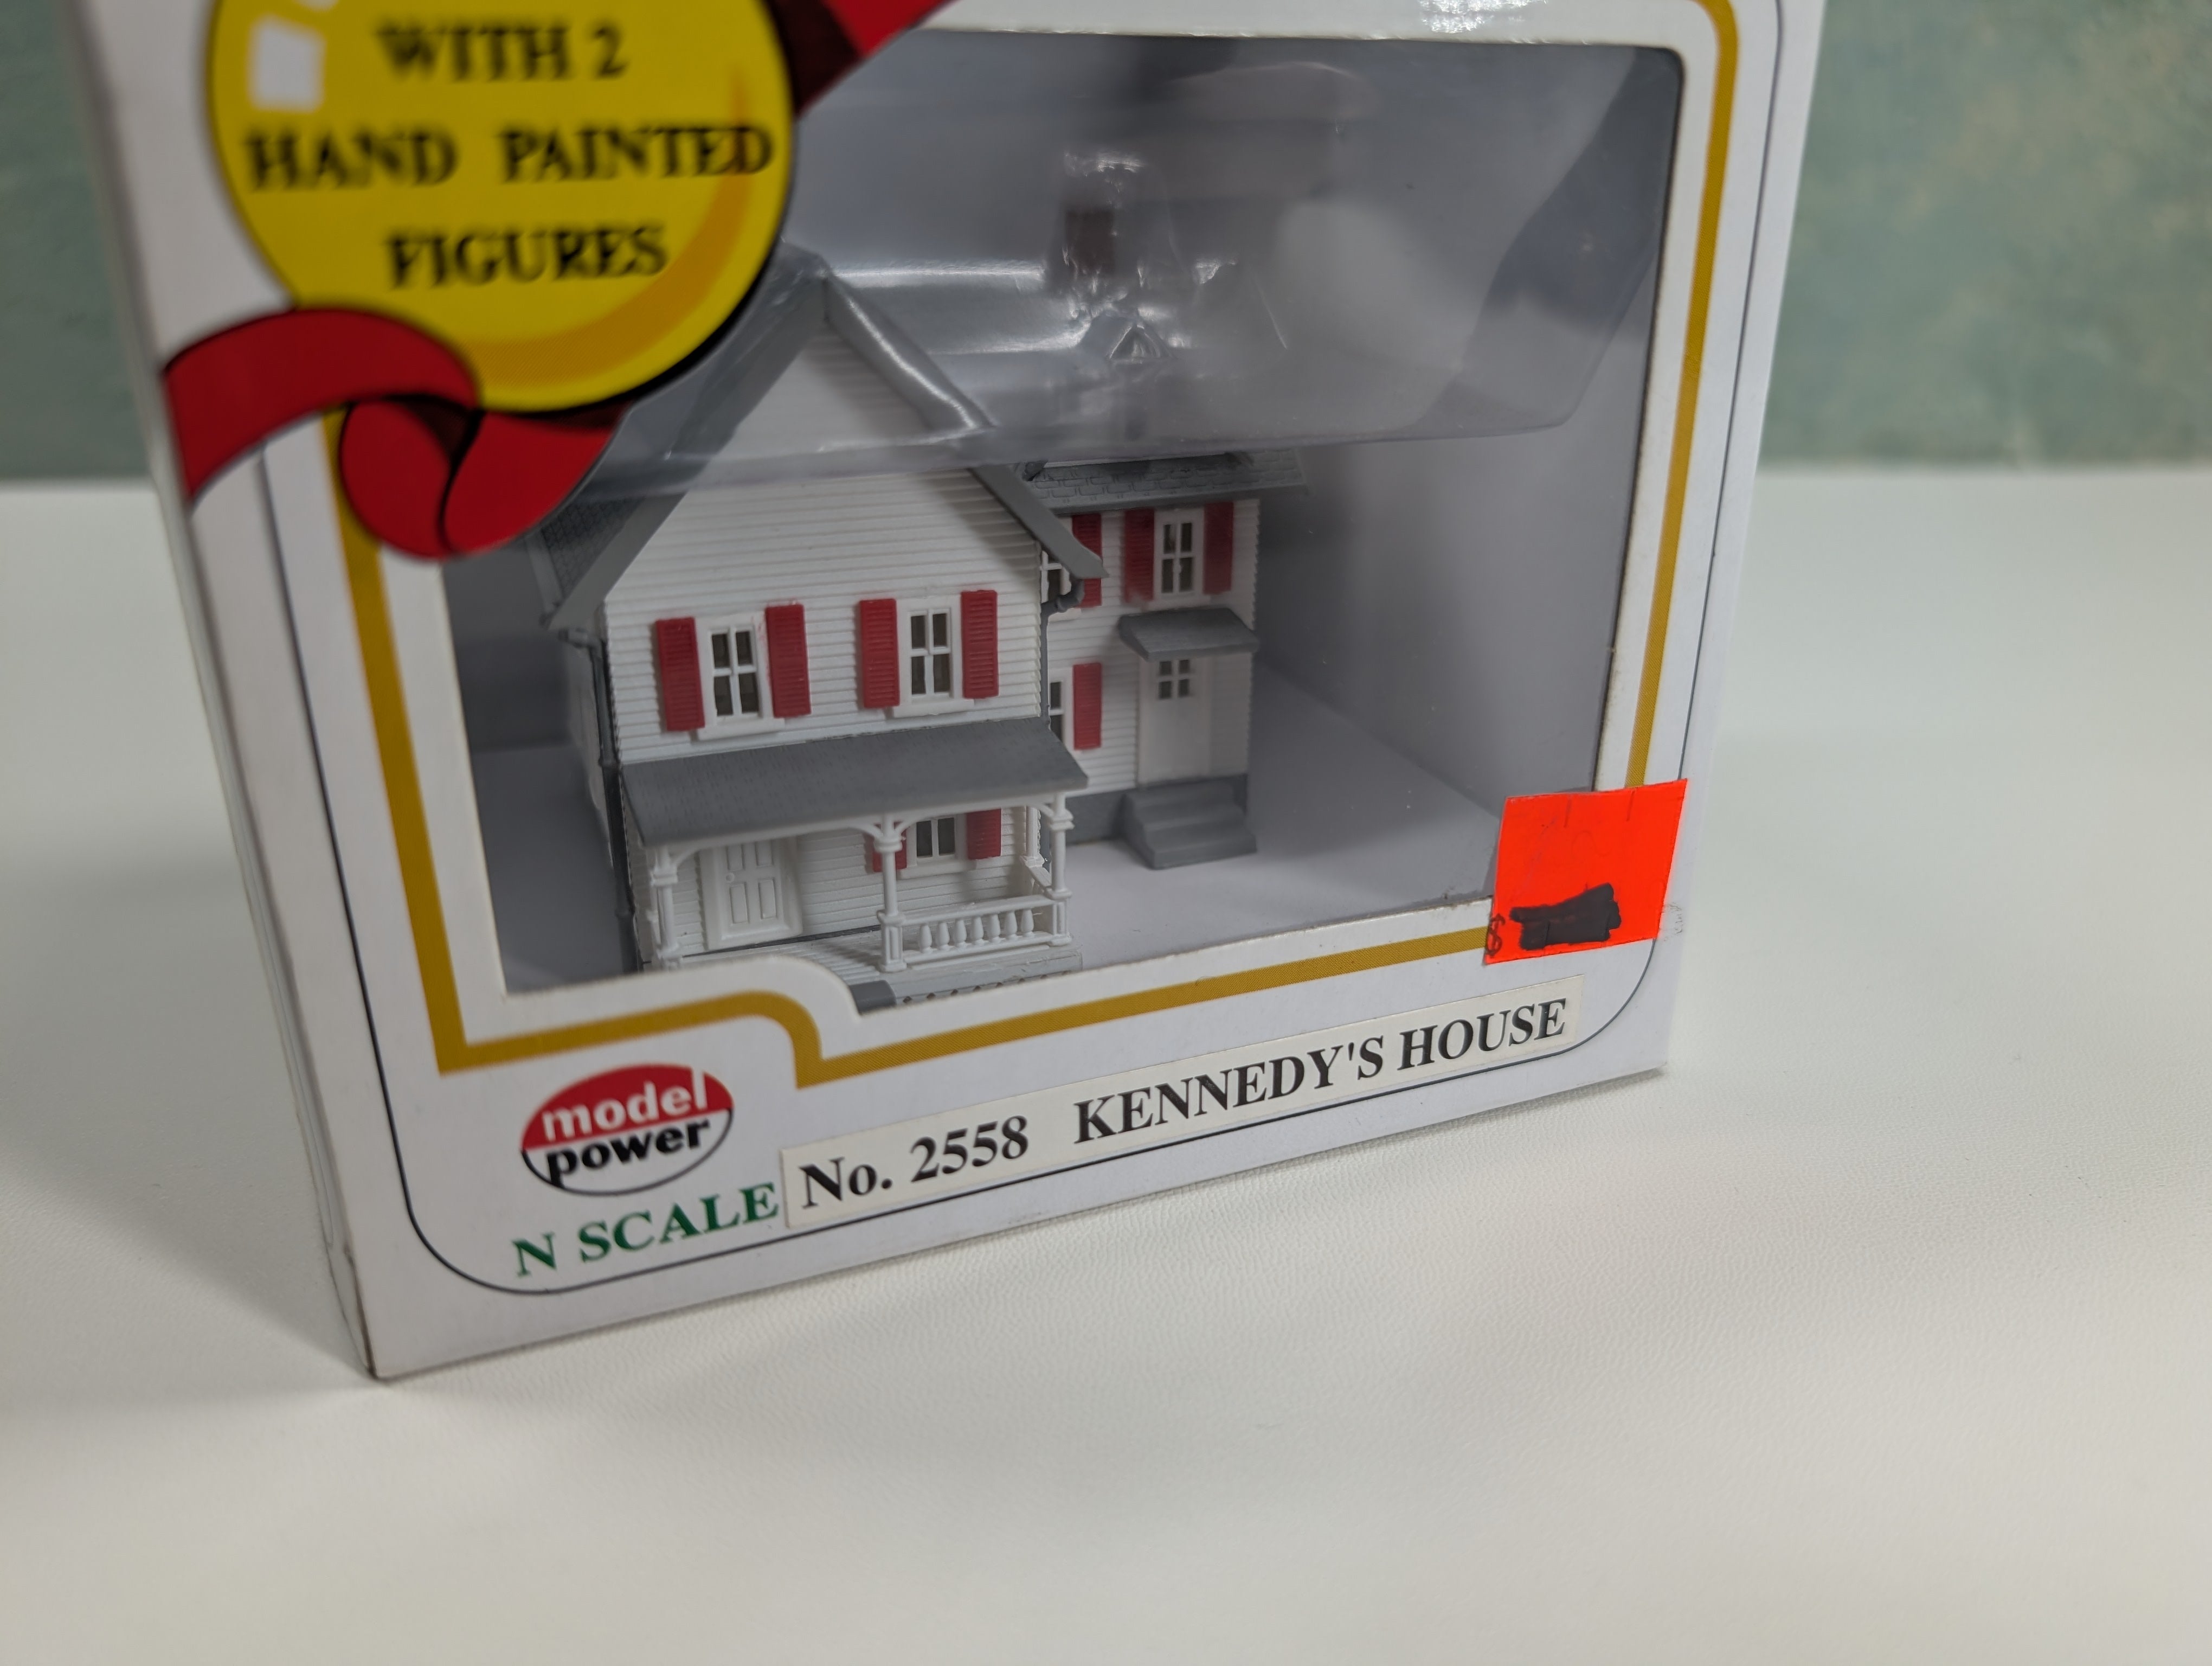 WITH 2
HAND PAINTED
FIGURES
model
power
N SCALE
No. 2558 KENNEDY'S HOUSE
$